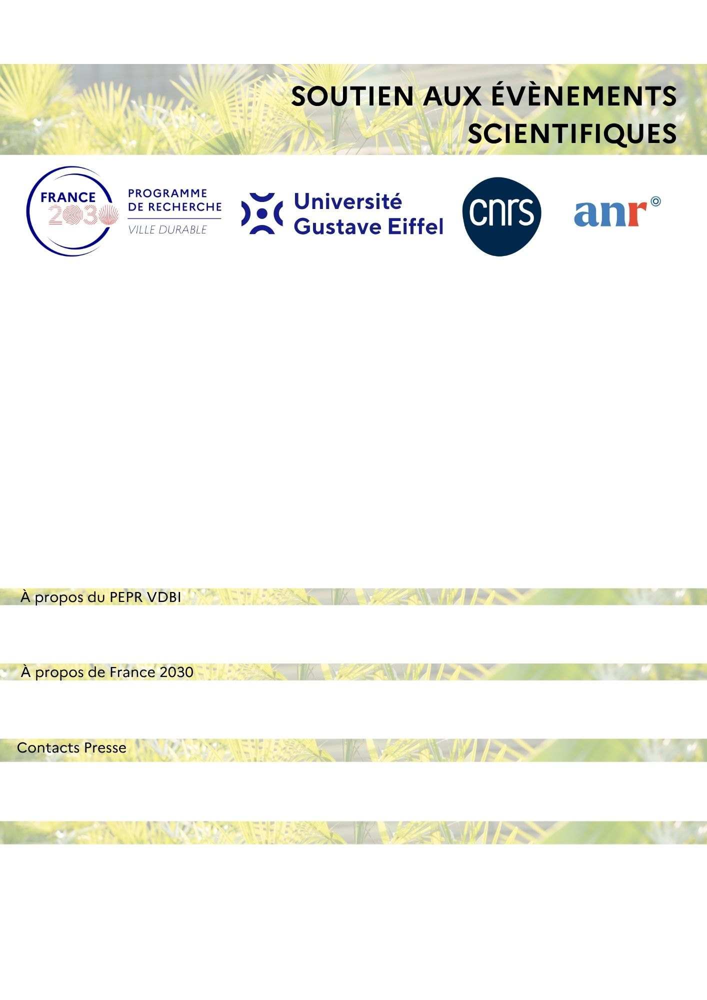 SOUTIEN AUX ÉVÈNEMENTS
SCIENTIFIQUES
FRANCE
2030
PROGRAMME
DE RECHERCHE
VILLE DURABLE
Université
Gustave Eiffel
cnrs
anr
À propos du PEPR VDBI
À propos de France 2030
Contacts Presse